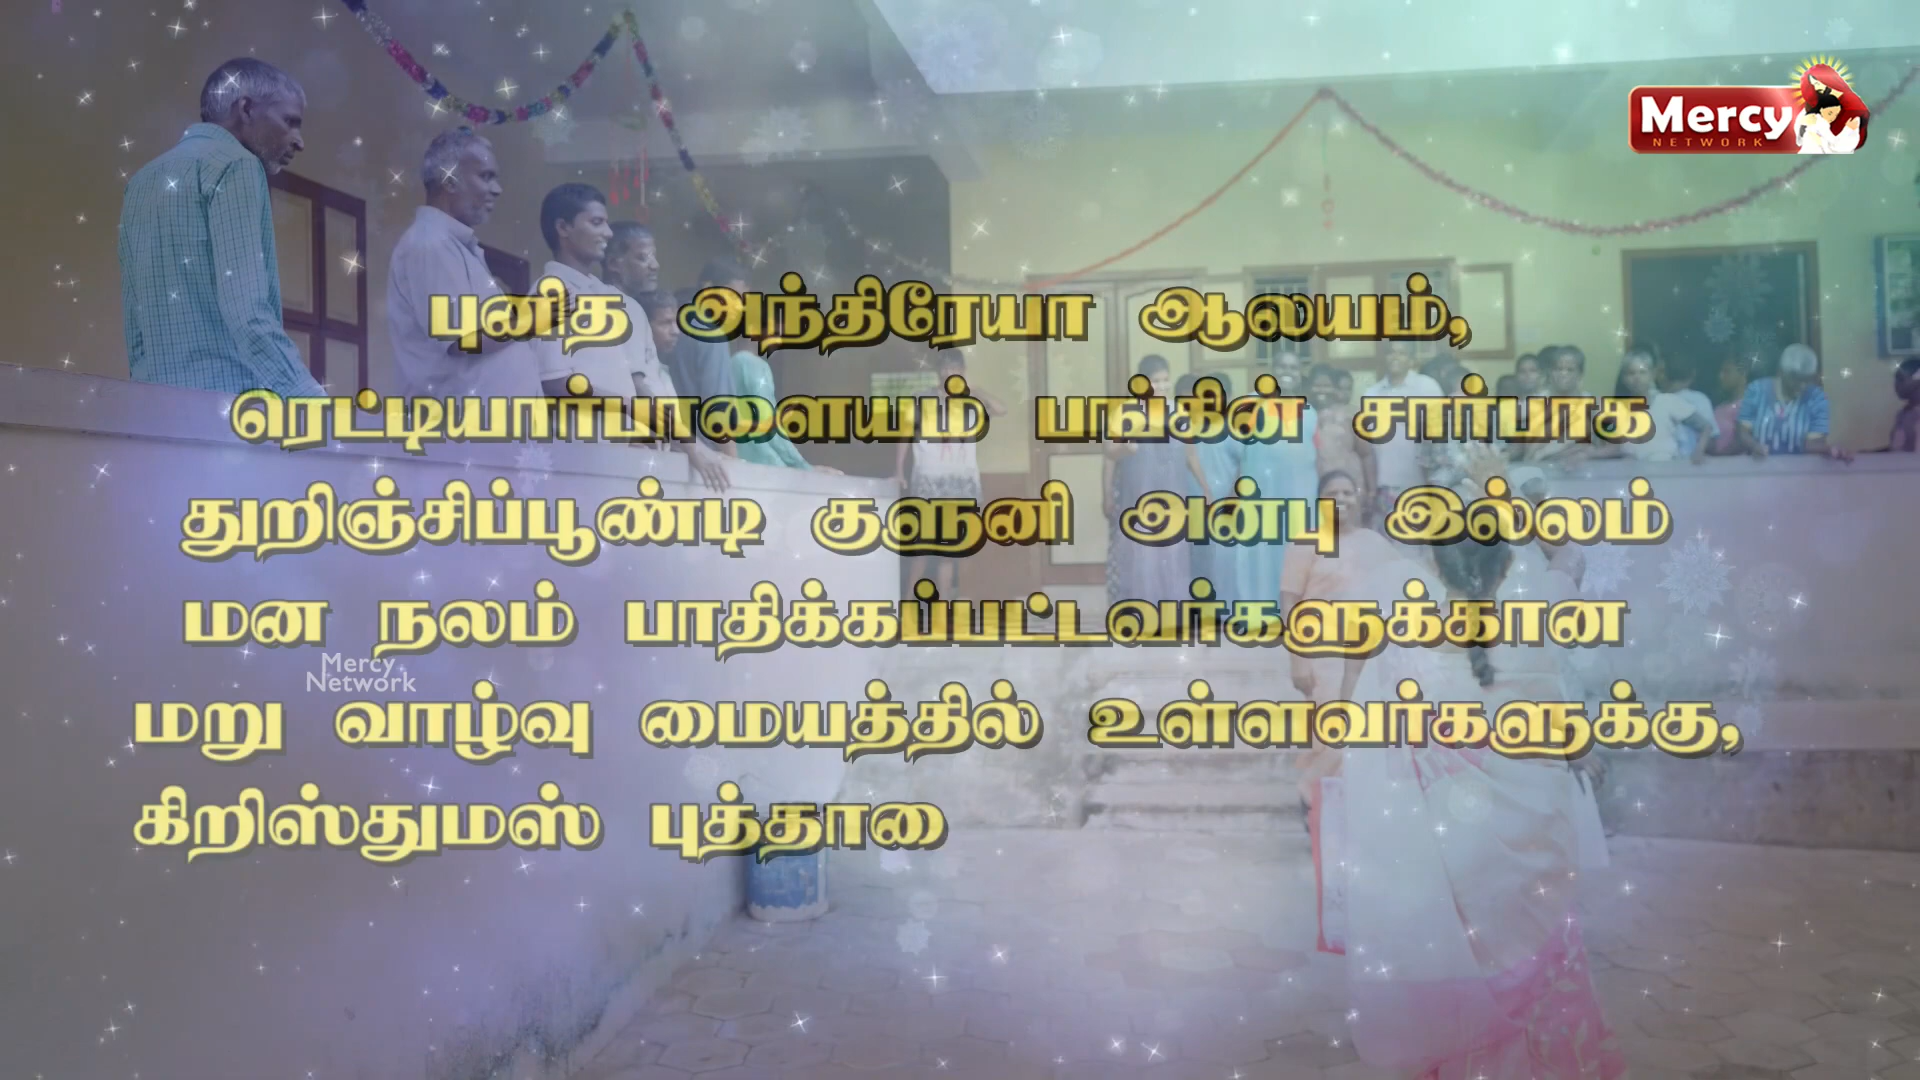 Mercy
NETWORK
புனித அந்திரேயா ஆலயம்,
ரெட்டியார்பாளையம் பங்கின் சார்பாக
துறிஞ்சிப்பூண்டி குளுனி அன்பு இல்லம்
மன நலம் பாதிக்கப்பட்டவர்களுக்கான
Mercy
Network
மறு வாழ்வு மையத்தில் உள்ளவர்களுக்கு,
கிறிஸ்துமஸ் புத்தாடை